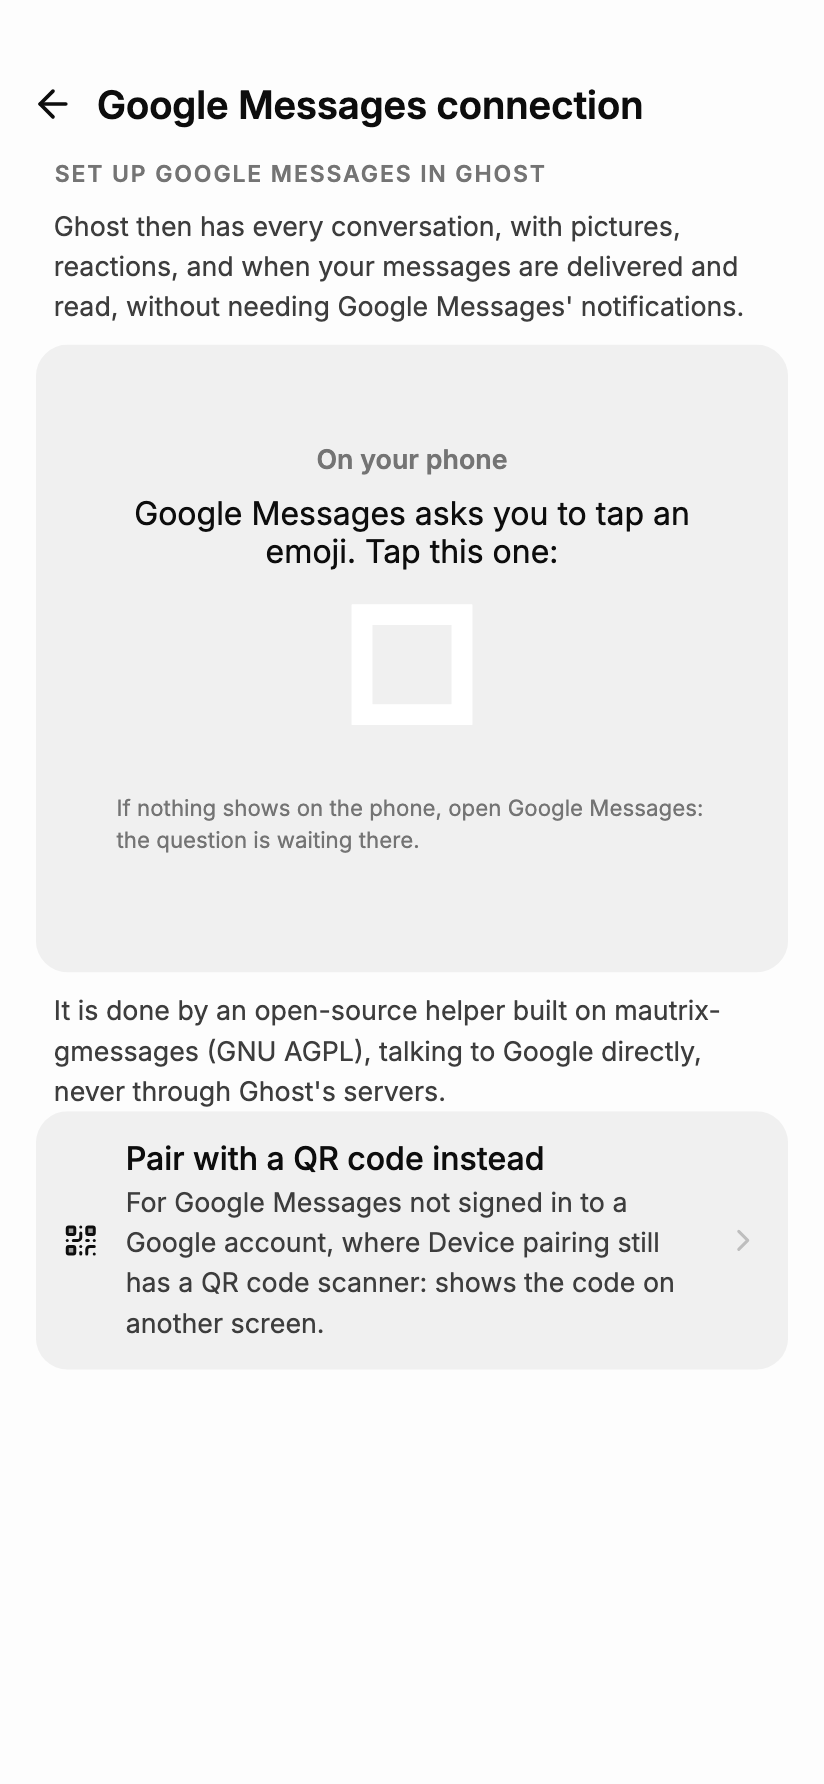 Google Messages connection
SET UP GOOGLE MESSAGES IN GHOST
Ghost then has every conversation, with pictures,
reactions, and when your messages are delivered and
read, without needing Google Messages' notifications.
On your phone
Google Messages asks you to tap an
emoji. Tap this one:
If nothing shows on the phone, open Google Messages:
the question is waiting there.
It is done by an open-source helper built on mautrix-
gmessages (GNU AGPL), talking to Google directly,
never through Ghost's servers.
Pair with a QR code instead
For Google Messages not signed in to a
Google account, where Device pairing still
has a QR code scanner: shows the code on
another screen.